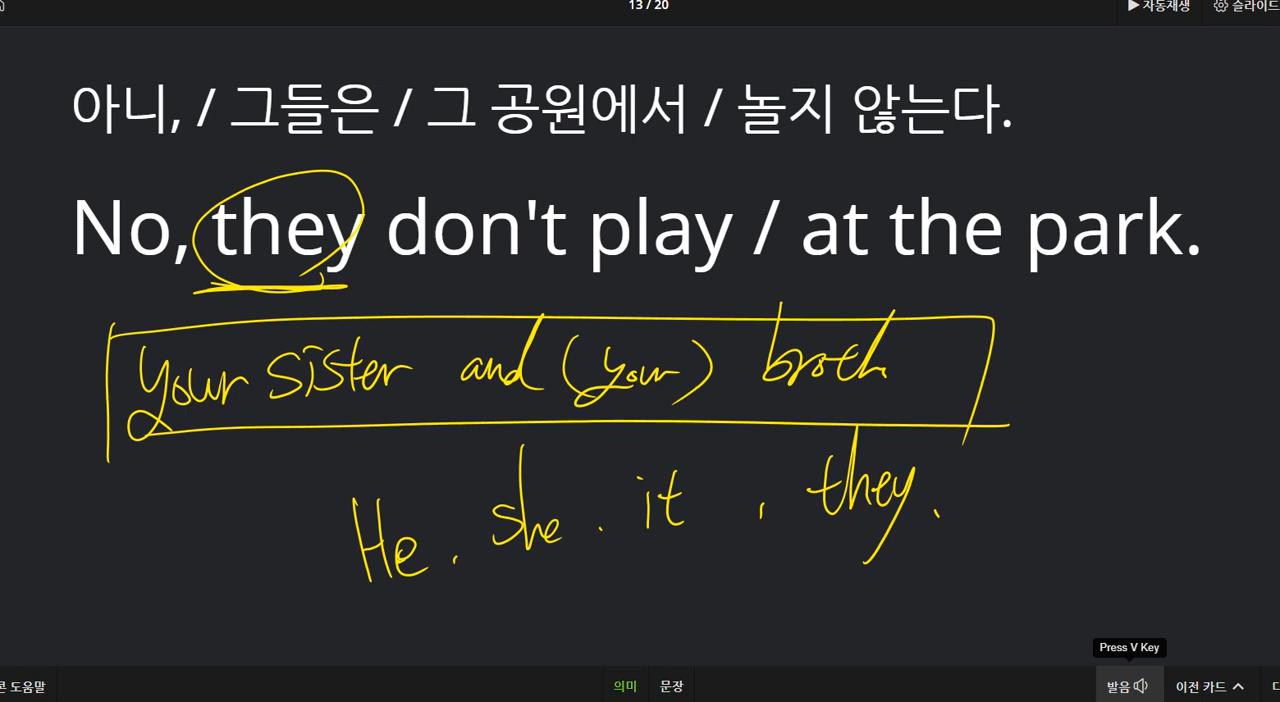 13 / 20
▶ 자동재생
슬라이드
아니, / 그들은 / 그 공원에서 / 놀지 않는다.
No, they don't play / at the park.
your sister and (your) broth
He. she. it, they.
Press V Key
도움말
의미
문장
발음
이전 카드